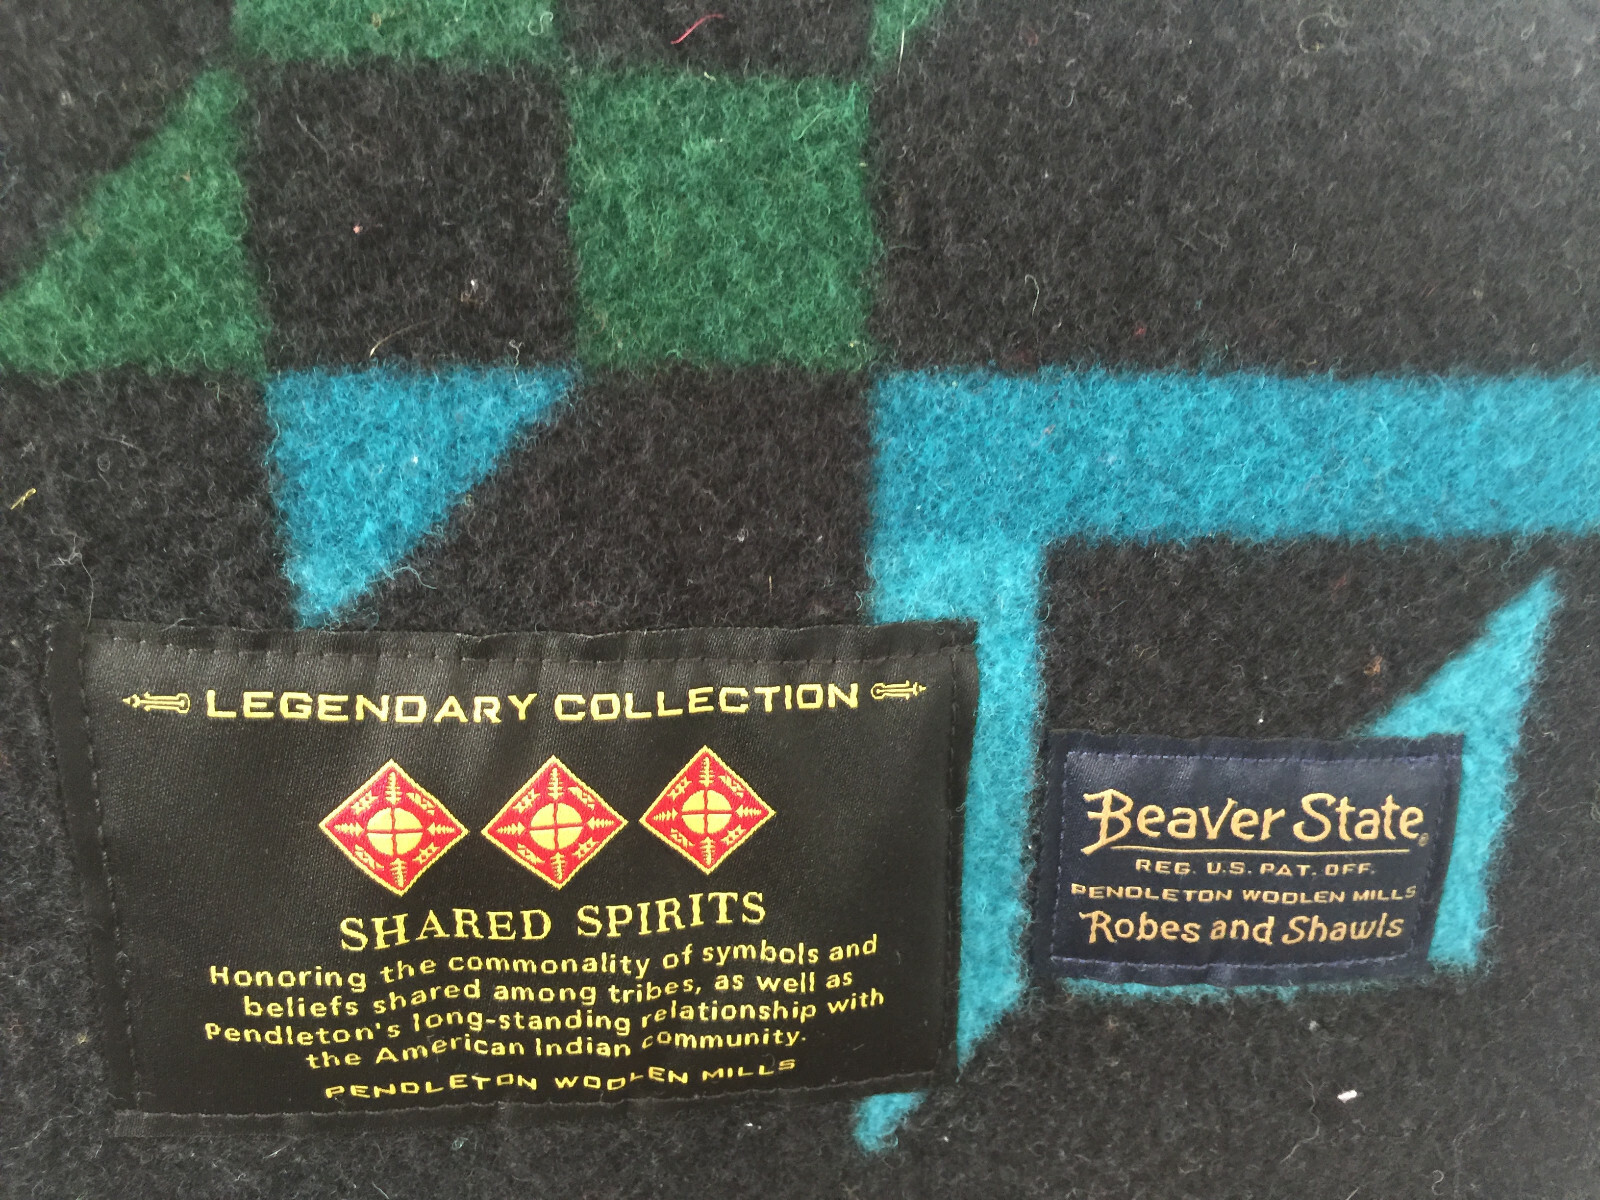 LEGENDARY COLLECTION
SHARED SPIRITS
Honoring the commonality of symbols and
beliefs shared among tribes, as well as
Pendleton's long-standing relationship with
the American Indian community.
PENDLETON WOOLEN MILLS
Beaver State®
REG. U.S. PAT. OFF.
PENDLETON WOOLEN MILLS
Robes and Shawls